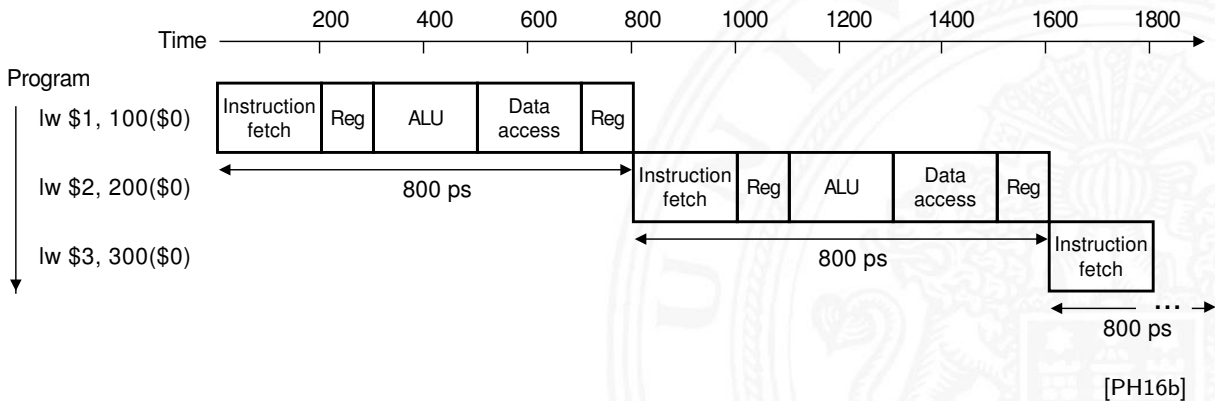 200 400 600 800 1000 1200 1400 1600 1800
Time
Program
lw $1, 100($0)
Instruction fetch
Reg
ALU
Data access
Reg
800 ps
lw $2, 200($0)
Instruction fetch
Reg
ALU
Data access
Reg
800 ps
lw $3, 300($0)
Instruction fetch
...
800 ps
[PH16b]